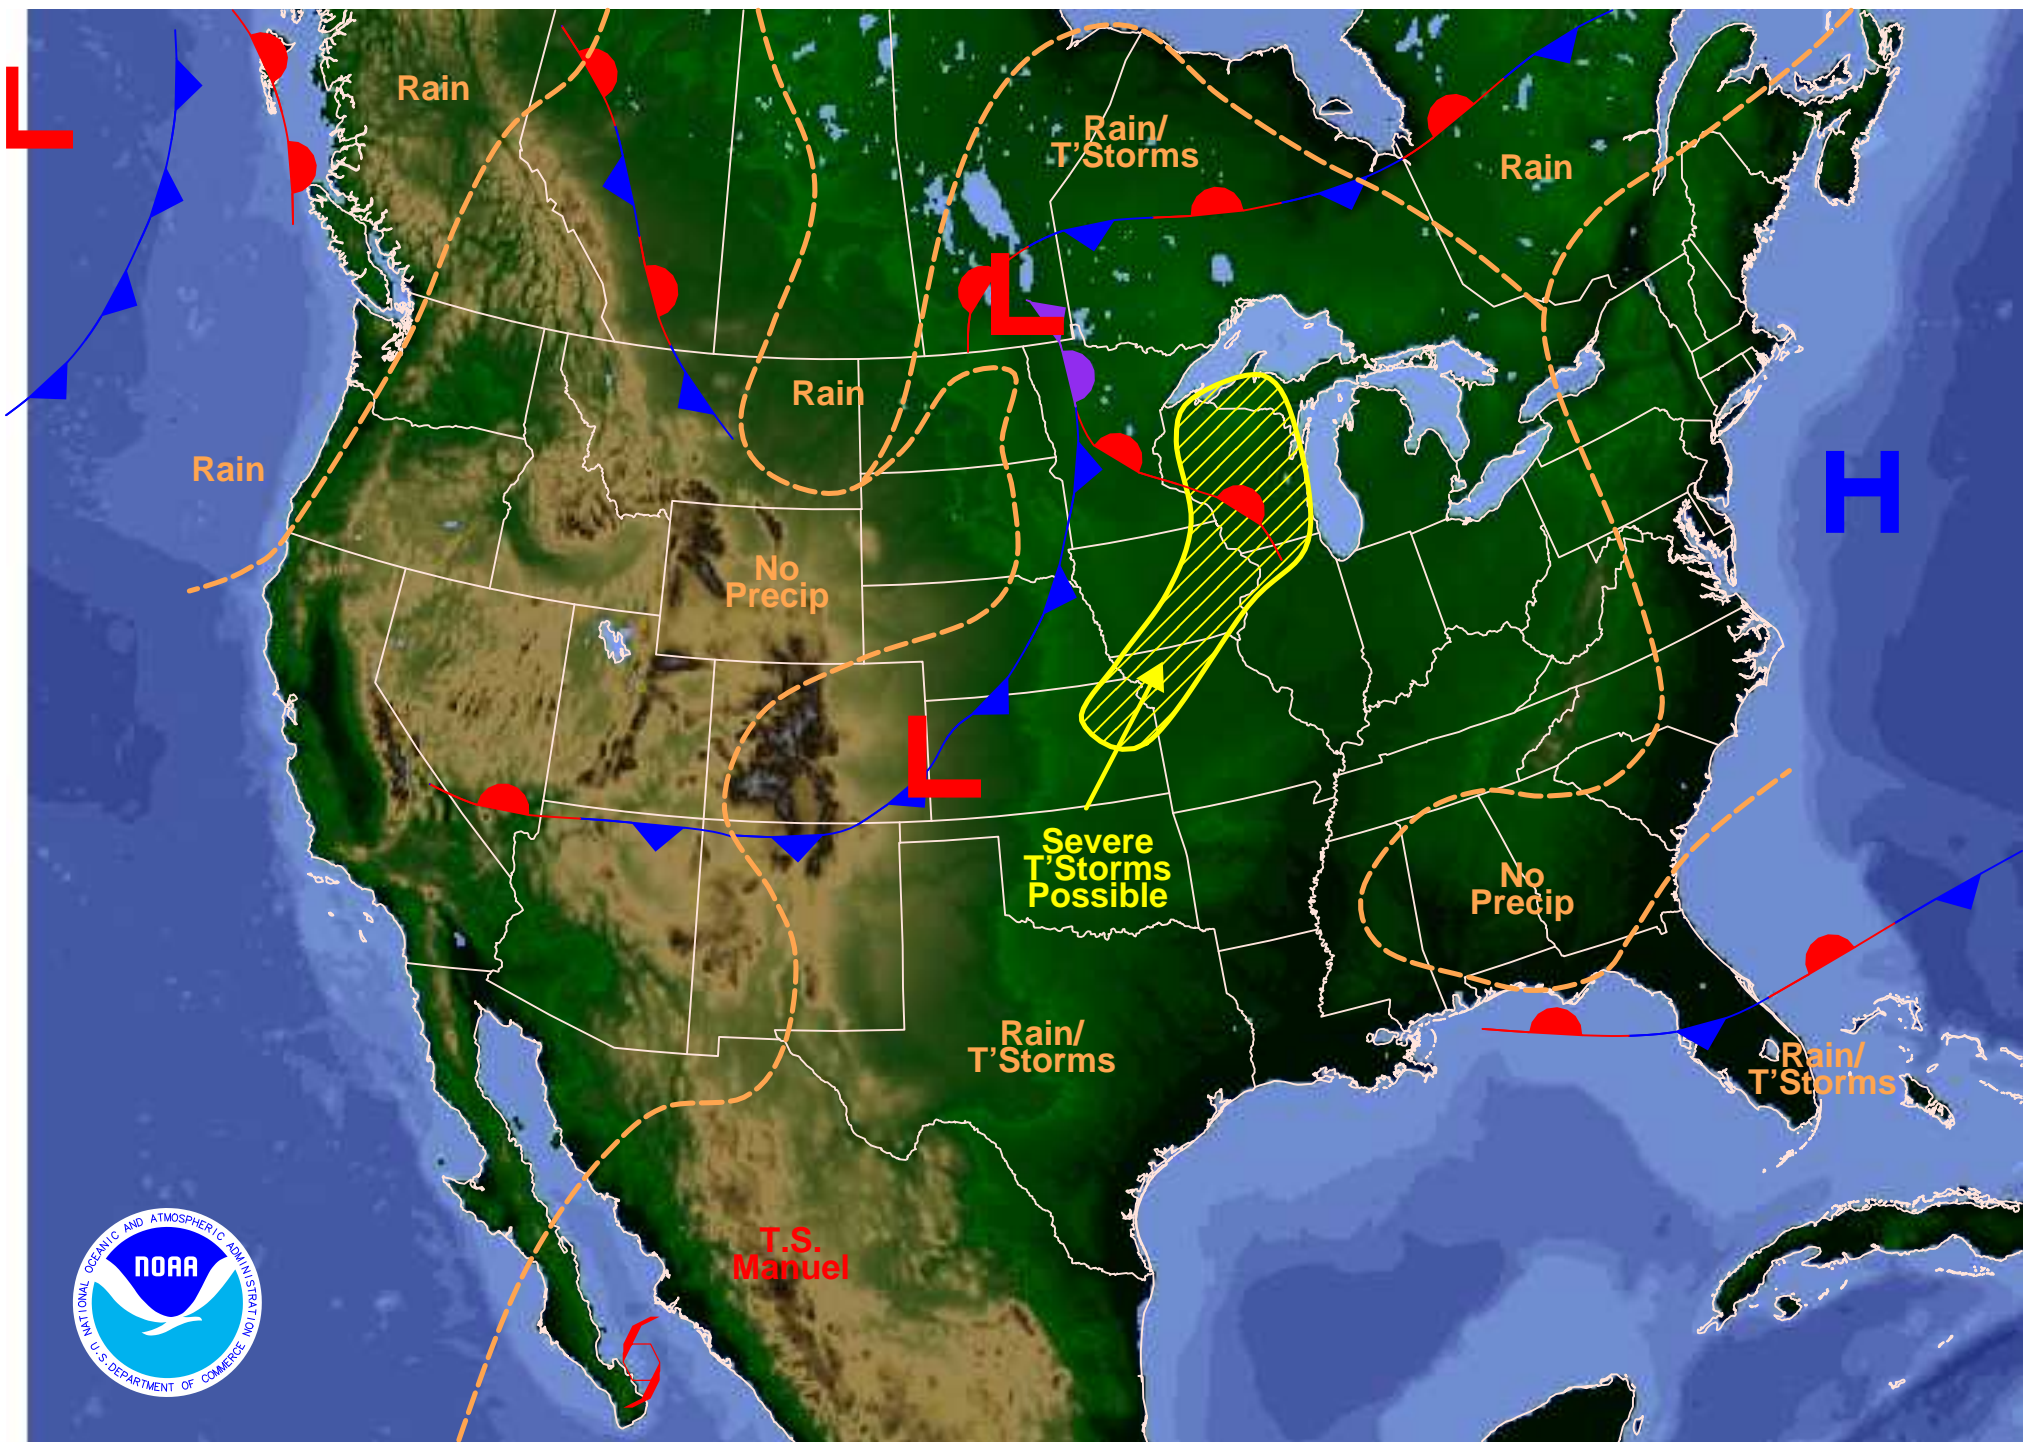 L
Rain
Rain/
T'Storms
Rain
L
Rain
Rain
H
No
Precip
L
Severe
T'Storms
Possible
No
Precip
Rain/
T'Storms
Rain/
T'Storms
T.S.
Manuel
NATIONAL OCEANIC AND ATMOSPHERIC ADMINISTRATION
NOAA
U.S. DEPARTMENT OF COMMERCE